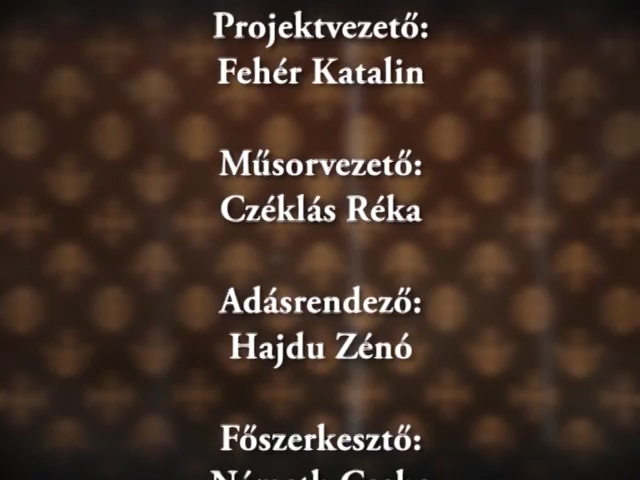 Projektvezető:
Fehér Katalin
Műsorvezető:
Czéklás Réka
Adásrendező:
Hajdu Zénó
Főszerkesztő: